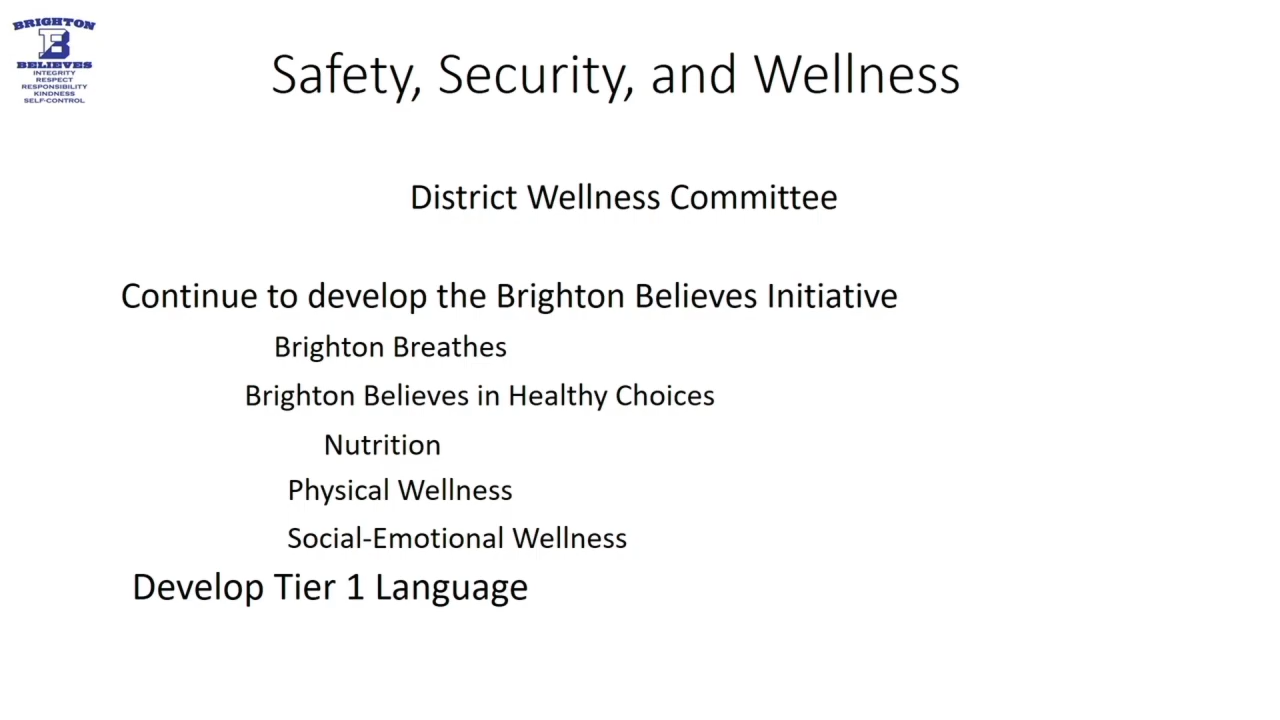 BRIGHTON
B
BELIEVES
INTEGRITY
RESPECT
RESPONSIBILITY
KINDNESS
SELF-CONTROL
Safety, Security, and Wellness
District Wellness Committee
Continue to develop the Brighton Believes Initiative
Brighton Breathes
Brighton Believes in Healthy Choices
Nutrition
Physical Wellness
Social-Emotional Wellness
Develop Tier 1 Language